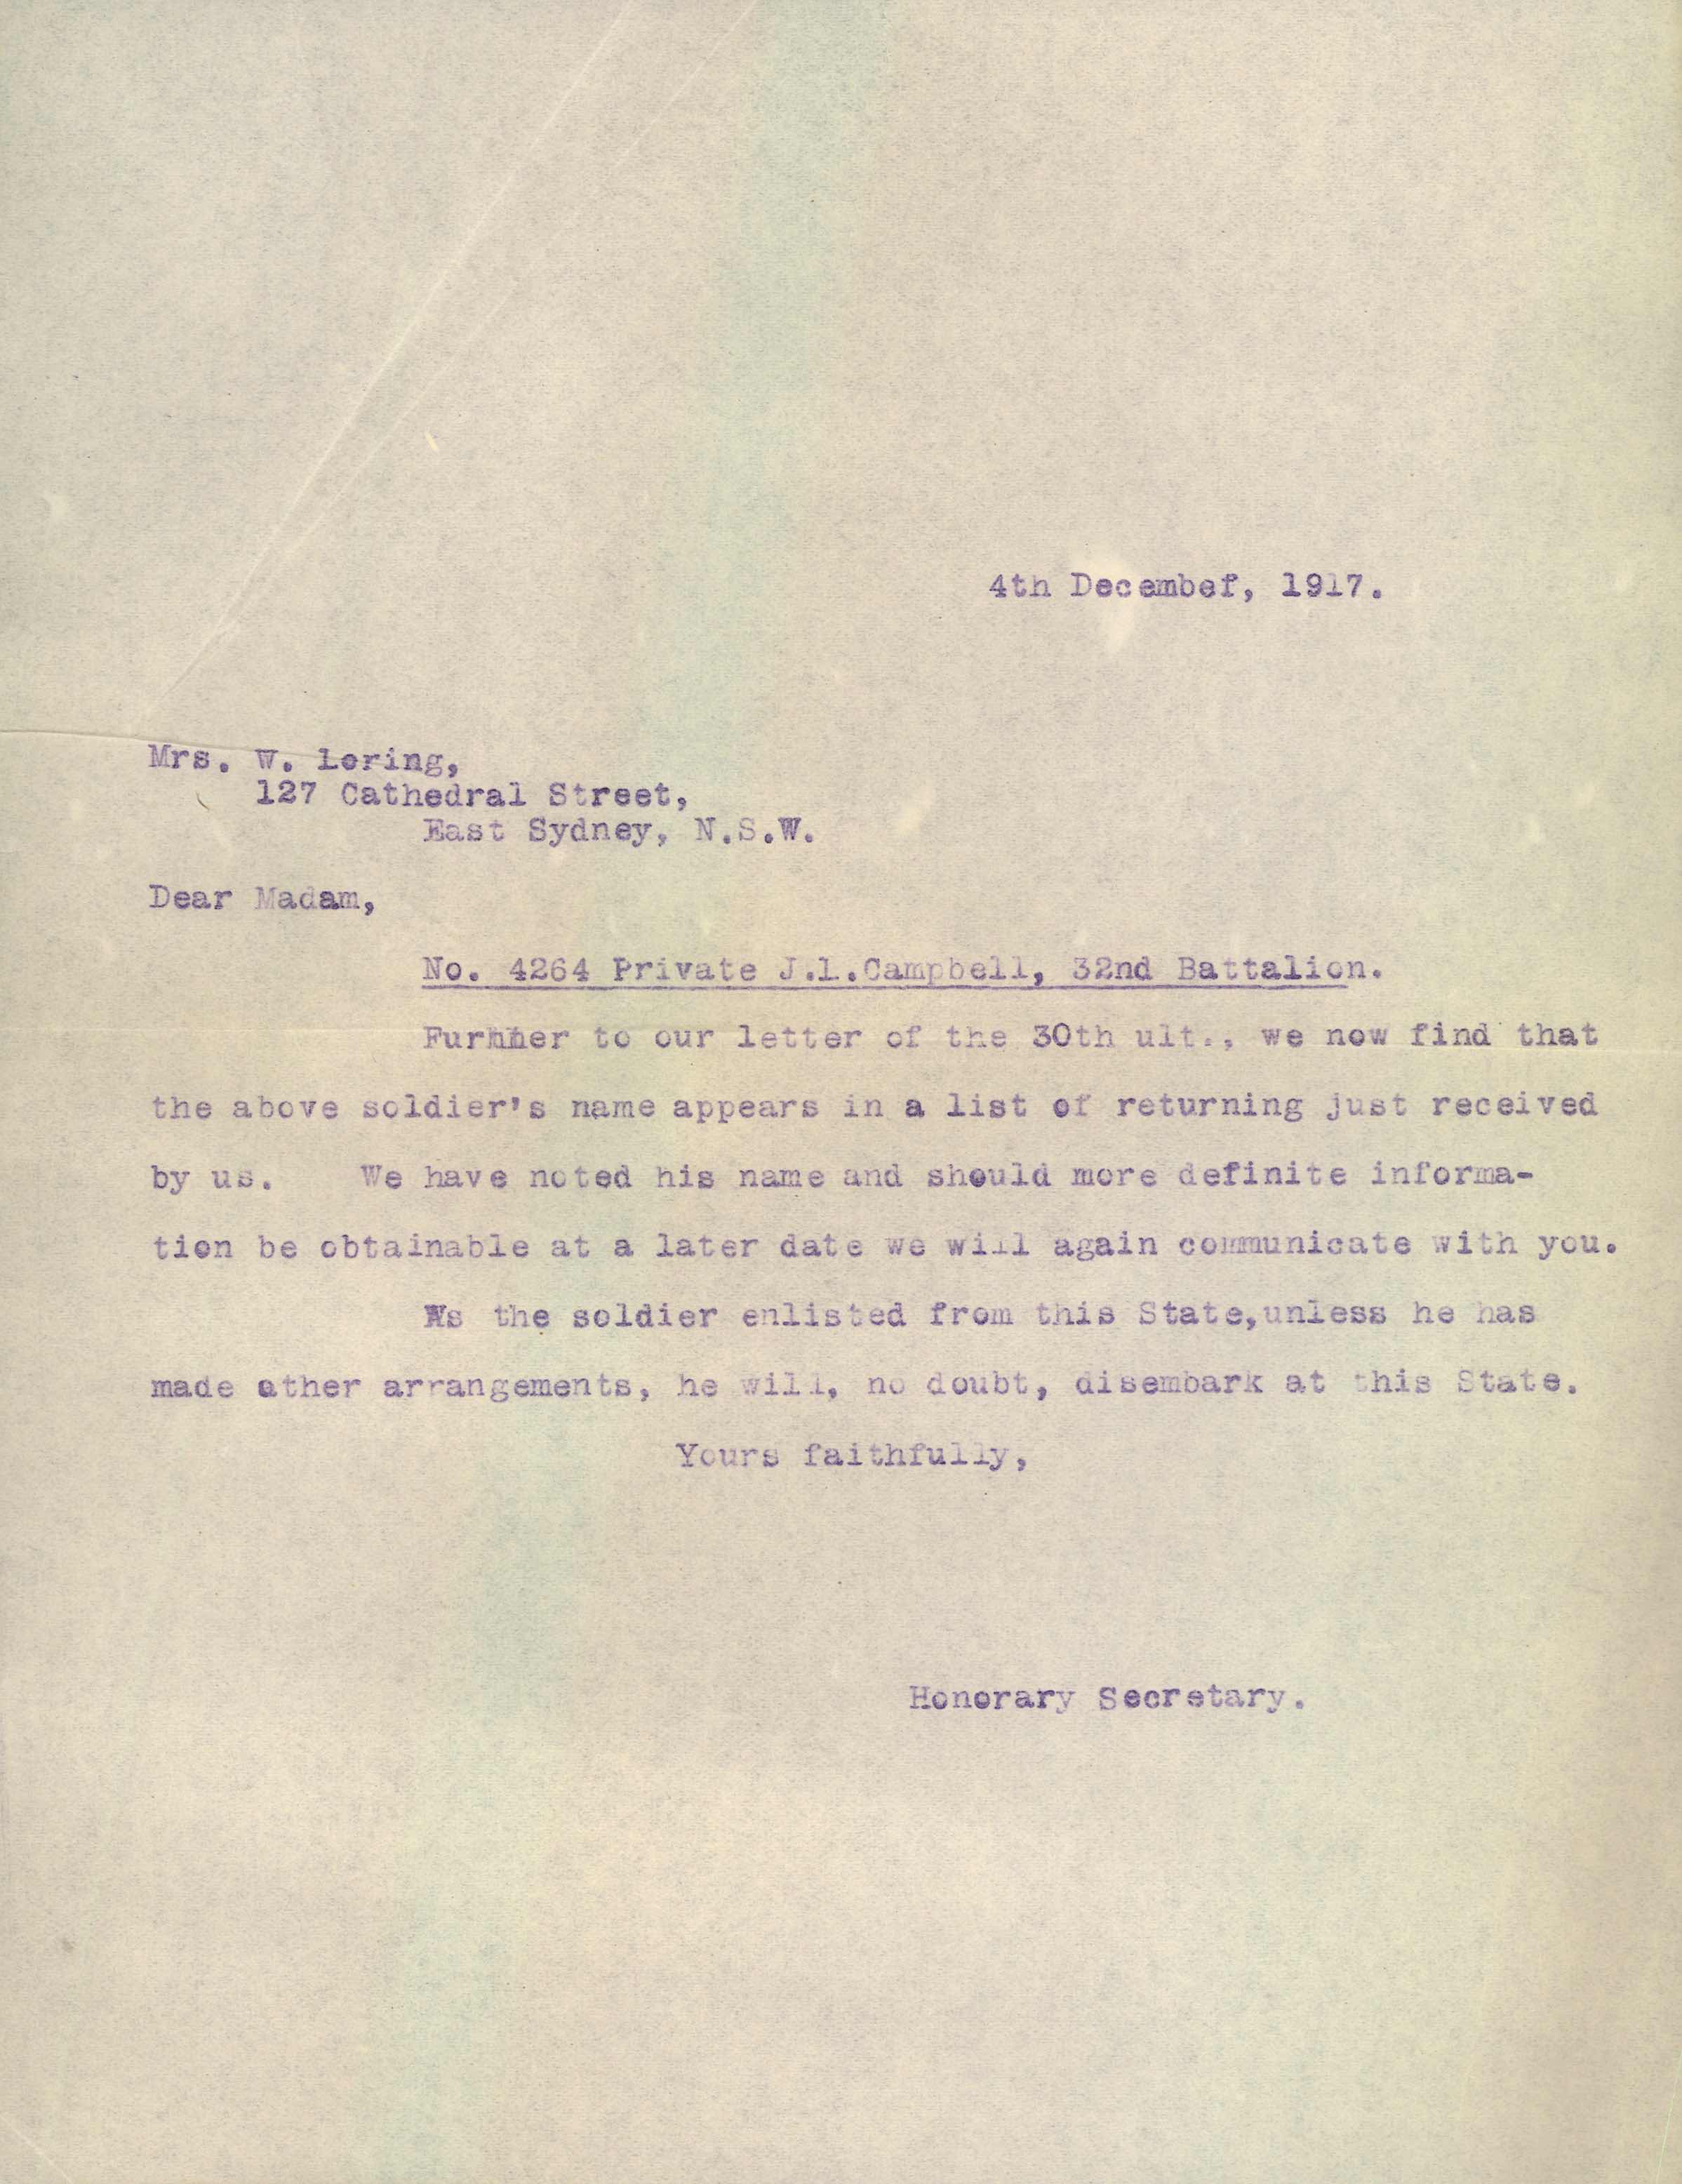 4th Decembef, 1917.
Mrs. W. Loring,
127 Cathedral Street,
East Sydney, N.S.W.
Dear Madam,
No. 4264 Private J.L.Campbell, 32nd Battalion.
Further to our letter of the 30th ult., we now find that
the above soldier's name appears in a list of returning just received
by us. We have noted his name and should more definite informa-
tion be obtainable at a later date we will again communicate with you.
As the soldier enlisted from this State,unless he has
made other arrangements, he will, no doubt, disembark at this State.
Yours faithfully,
Honorary Secretary.